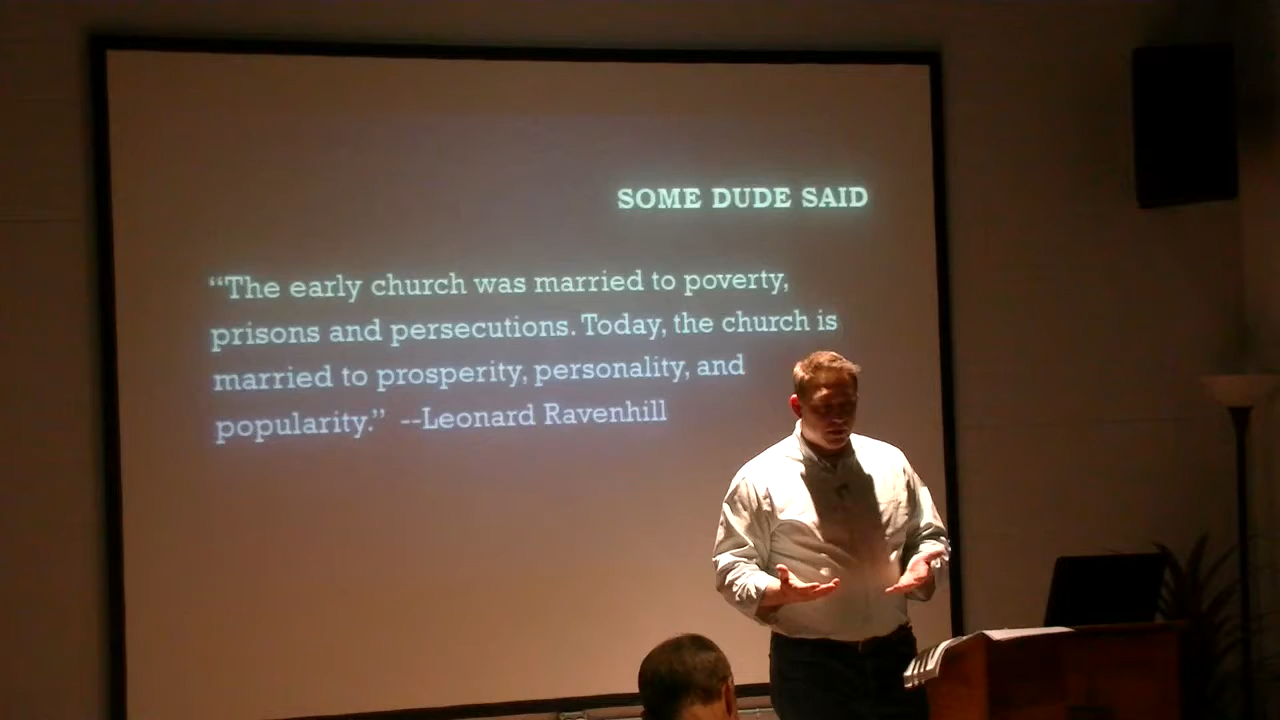 SOME DUDE SAID
“The early church was married to poverty,
prisons and persecutions. Today, the church is
married to prosperity, personality, and
popularity.” --Leonard Ravenhill